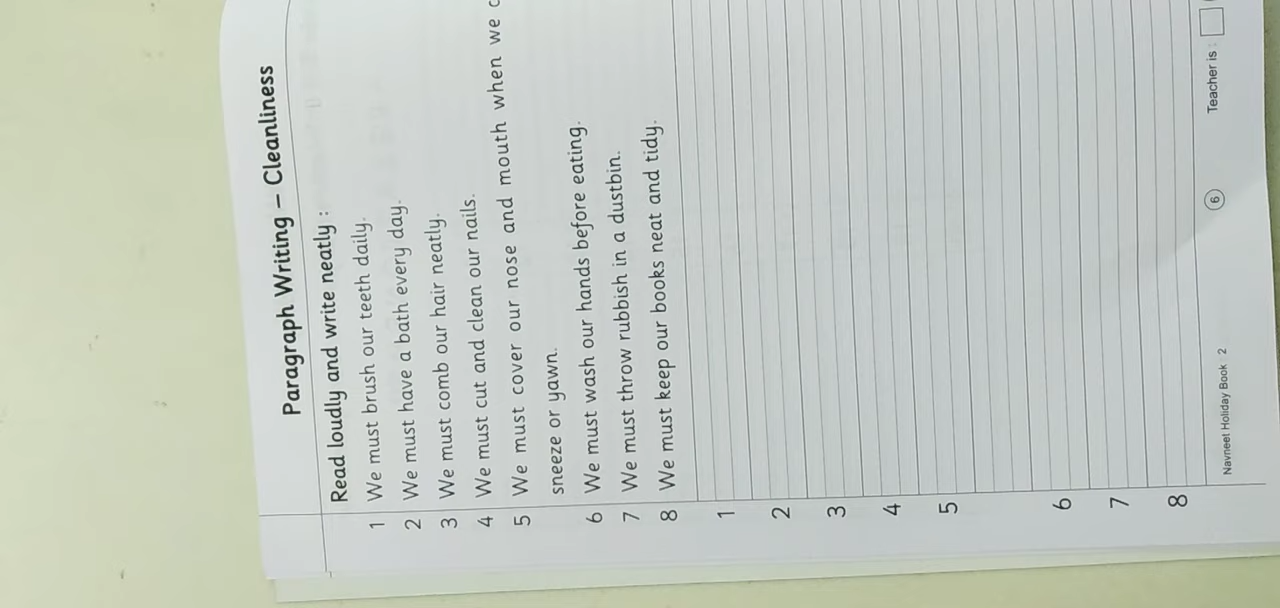 Paragraph Writing – Cleanliness
Read loudly and write neatly :
1 We must brush our teeth daily.
2 We must have a bath every day.
3 We must comb our hair neatly.
4 We must cut and clean our nails.
5 We must cover our nose and mouth when we
sneeze or yawn.
6 We must wash our hands before eating.
7 We must throw rubbish in a dustbin.
8 We must keep our books neat and tidy.
1
2
3
4
5
6
7
8
Navneet Holiday Book 2 6 Teacher is :